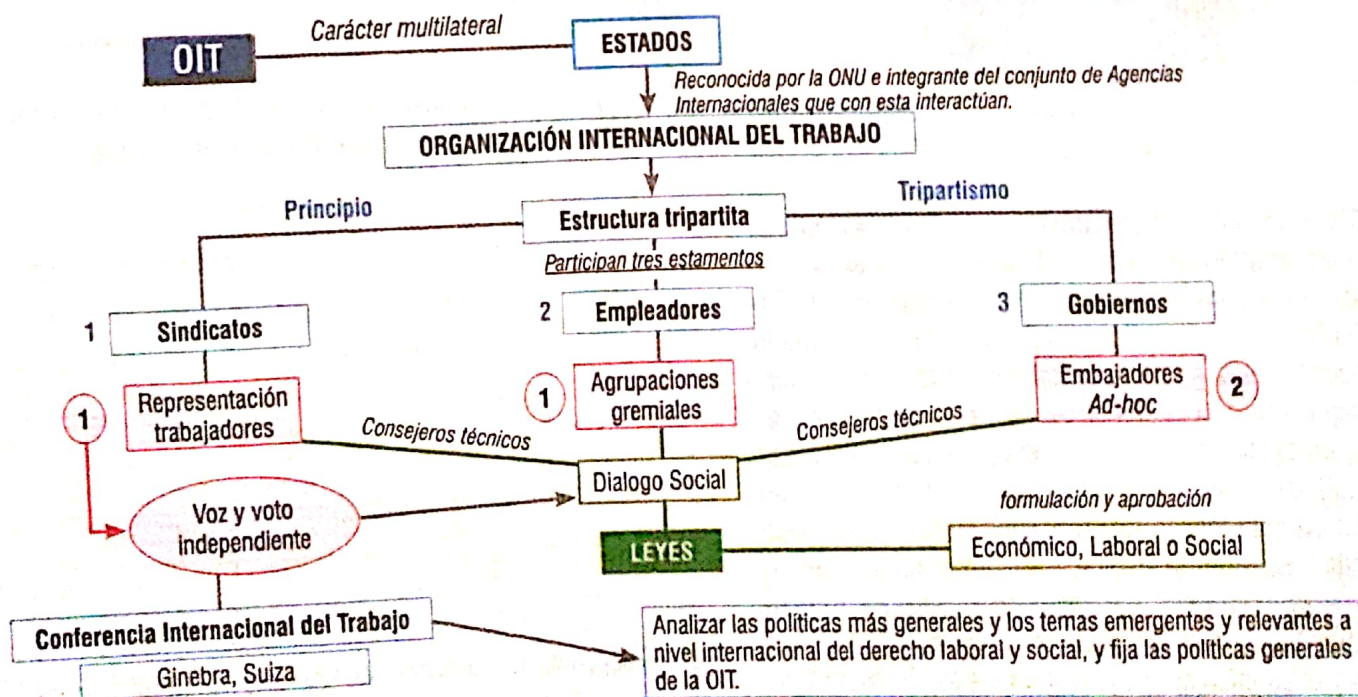 OIT
Carácter multilateral
ESTADOS
Reconocida por la ONU e integrante del conjunto de Agencias
Internacionales que con esta interactúan.
ORGANIZACIÓN INTERNACIONAL DEL TRABAJO
Principio
Estructura tripartita
Tripartismo
Participan tres estamentos
1
Sindicatos
2
Empleadores
3
Gobiernos
1
Representación
trabajadores
1
Agrupaciones
gremiales
Embajadores
Ad-hoc
2
Consejeros técnicos
Consejeros técnicos
Dialogo Social
Voz y voto
independiente
LEYES
formulación y aprobación
Económico, Laboral o Social
Conferencia Internacional del Trabajo
Ginebra, Suiza
Analizar las políticas más generales y los temas emergentes y relevantes a
nivel internacional del derecho laboral y social, y fija las políticas generales
de la OIT.